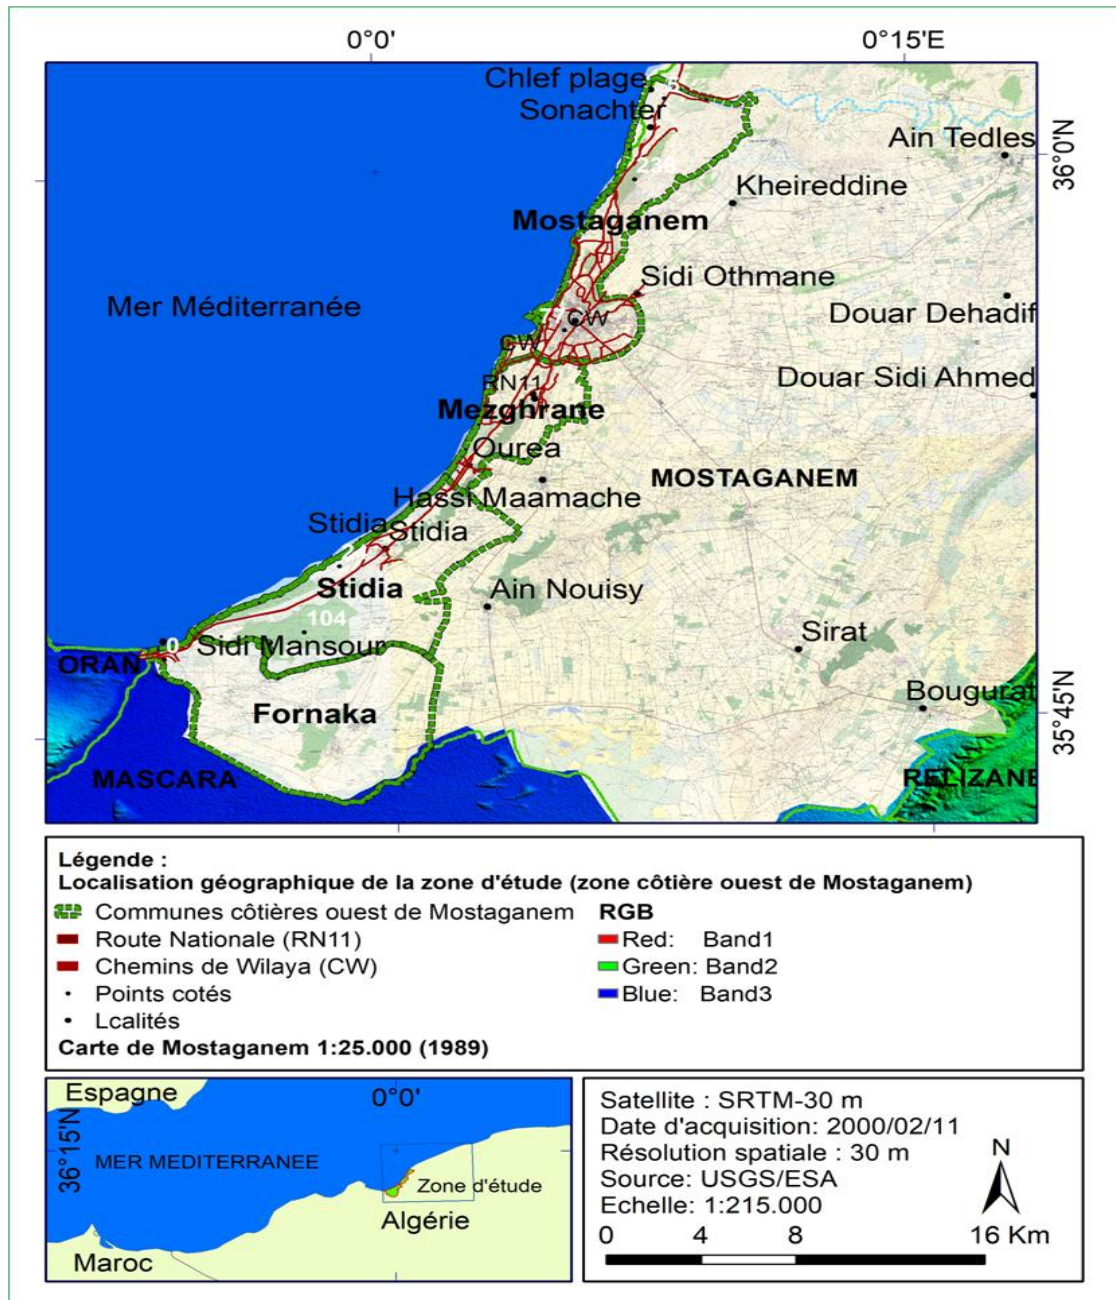 0°0'
0°15'E
Chlef plage
Sonachter
Ain Tedles
36°0'N
Kheireddine
Mostaganem
Sidi Othmane
Mer Méditerranée
Douar Dehadif
CW
CW
Douar Sidi Ahmed
RN11
Mezghrane
Ourea
MOSTAGANEM
Hassi Maamache
Stidia
Stidia
Stidia
Ain Nouisy
104
Sirat
0
Sidi Mansour
ORAN
Bougurat
35°45'N
Fornaka
MASCARA
RELIZANE
Légende :
Localisation géographique de la zone d'étude (zone côtière ouest de Mostaganem)
Communes côtières ouest de Mostaganem
RGB
Route Nationale (RN11)
Red: Band1
Chemins de Wilaya (CW)
Green: Band2
Points cotés
Blue: Band3
Lcalités
Carte de Mostaganem 1:25.000 (1989)
Espagne
0°0'
36°15'N
MER MEDITERRANEE
Zone d'étude
Algérie
Maroc
Satellite : SRTM-30 m
Date d'acquisition: 2000/02/11
Résolution spatiale : 30 m
Source: USGS/ESA
Echelle: 1:215.000
N
0 4 8 16 Km